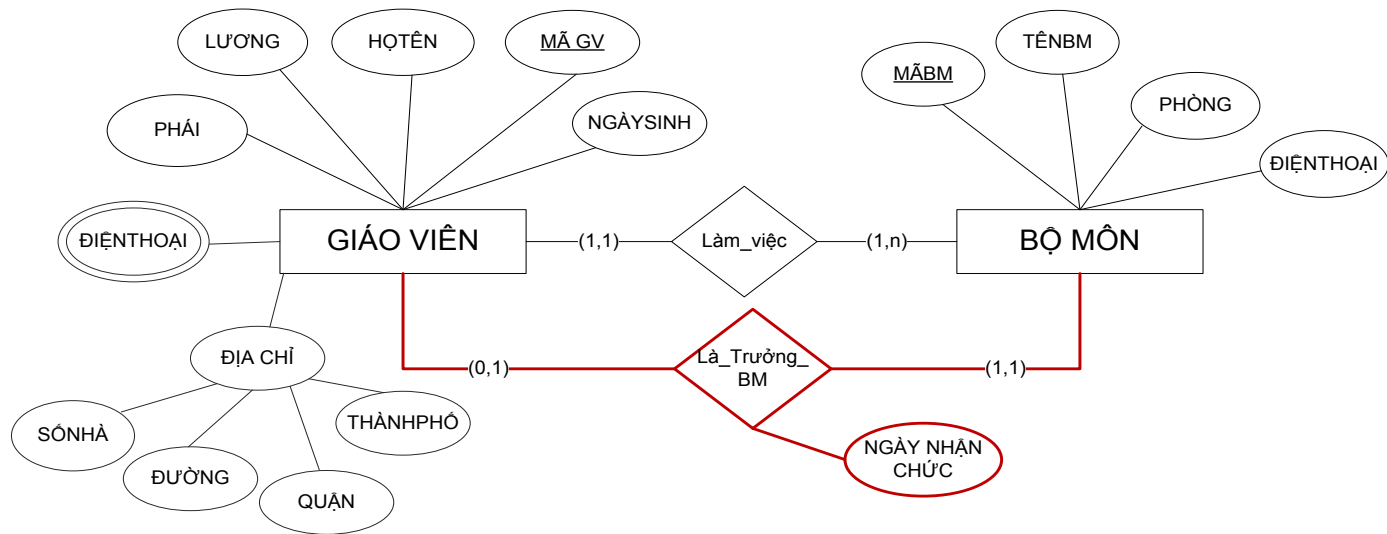 LƯƠNG
HỌTÊN
MÃ GV
TÊNBM
MÃBM
PHÁI
NGÀYSINH
PHÒNG
ĐIỆNTHOẠI
ĐIỆNTHOẠI
GIÁO VIÊN
(1,1)
Làm_việc
(1,n)
BỘ MÔN
ĐỊA CHỈ
(0,1)
Là_Trưởng_
BM
(1,1)
SỐNHÀ
THÀNHPHỐ
ĐƯỜNG
QUẬN
NGÀY NHẬN
CHỨC